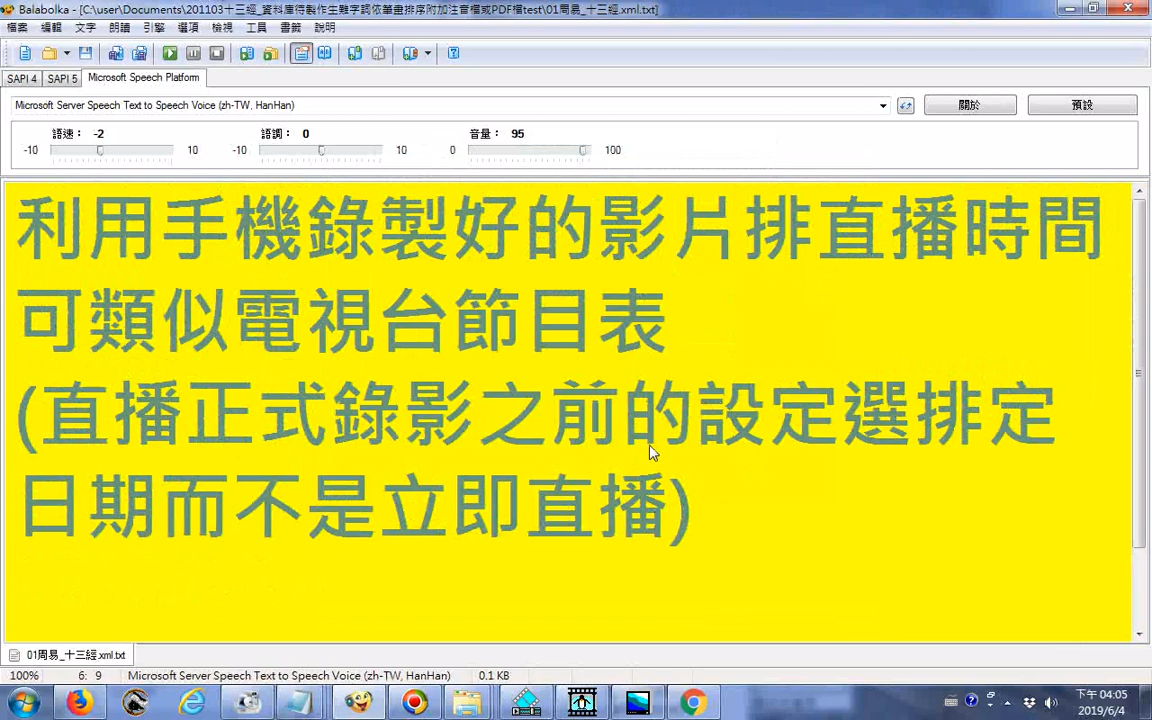 Balabolka - [C:\user\Documents\201103十三經_資料庫待製作生難字詞依筆畫排序附加注音檔或PDF檔test\01周易_十三經.xml.txt]
檔案 編輯 文字 朗讀 引擎 選項 檢視 工具 書籤 說明
SAPI 4 SAPI 5 Microsoft Speech Platform
Microsoft Server Speech Text to Speech Voice (zh-TW, HanHan) 關於 預設
語速： -2 語調： 0 音量： 95
-10 10 -10 10 0 100
利用手機錄製好的影片排直播時間
可類似電視台節目表
(直播正式錄影之前的設定選排定
日期而不是立即直播)
01周易_十三經.xml.txt
100% 6: 9 Microsoft Server Speech Text to Speech Voice (zh-TW, HanHan) 0.1 KB
下午 04:05
2019/6/4